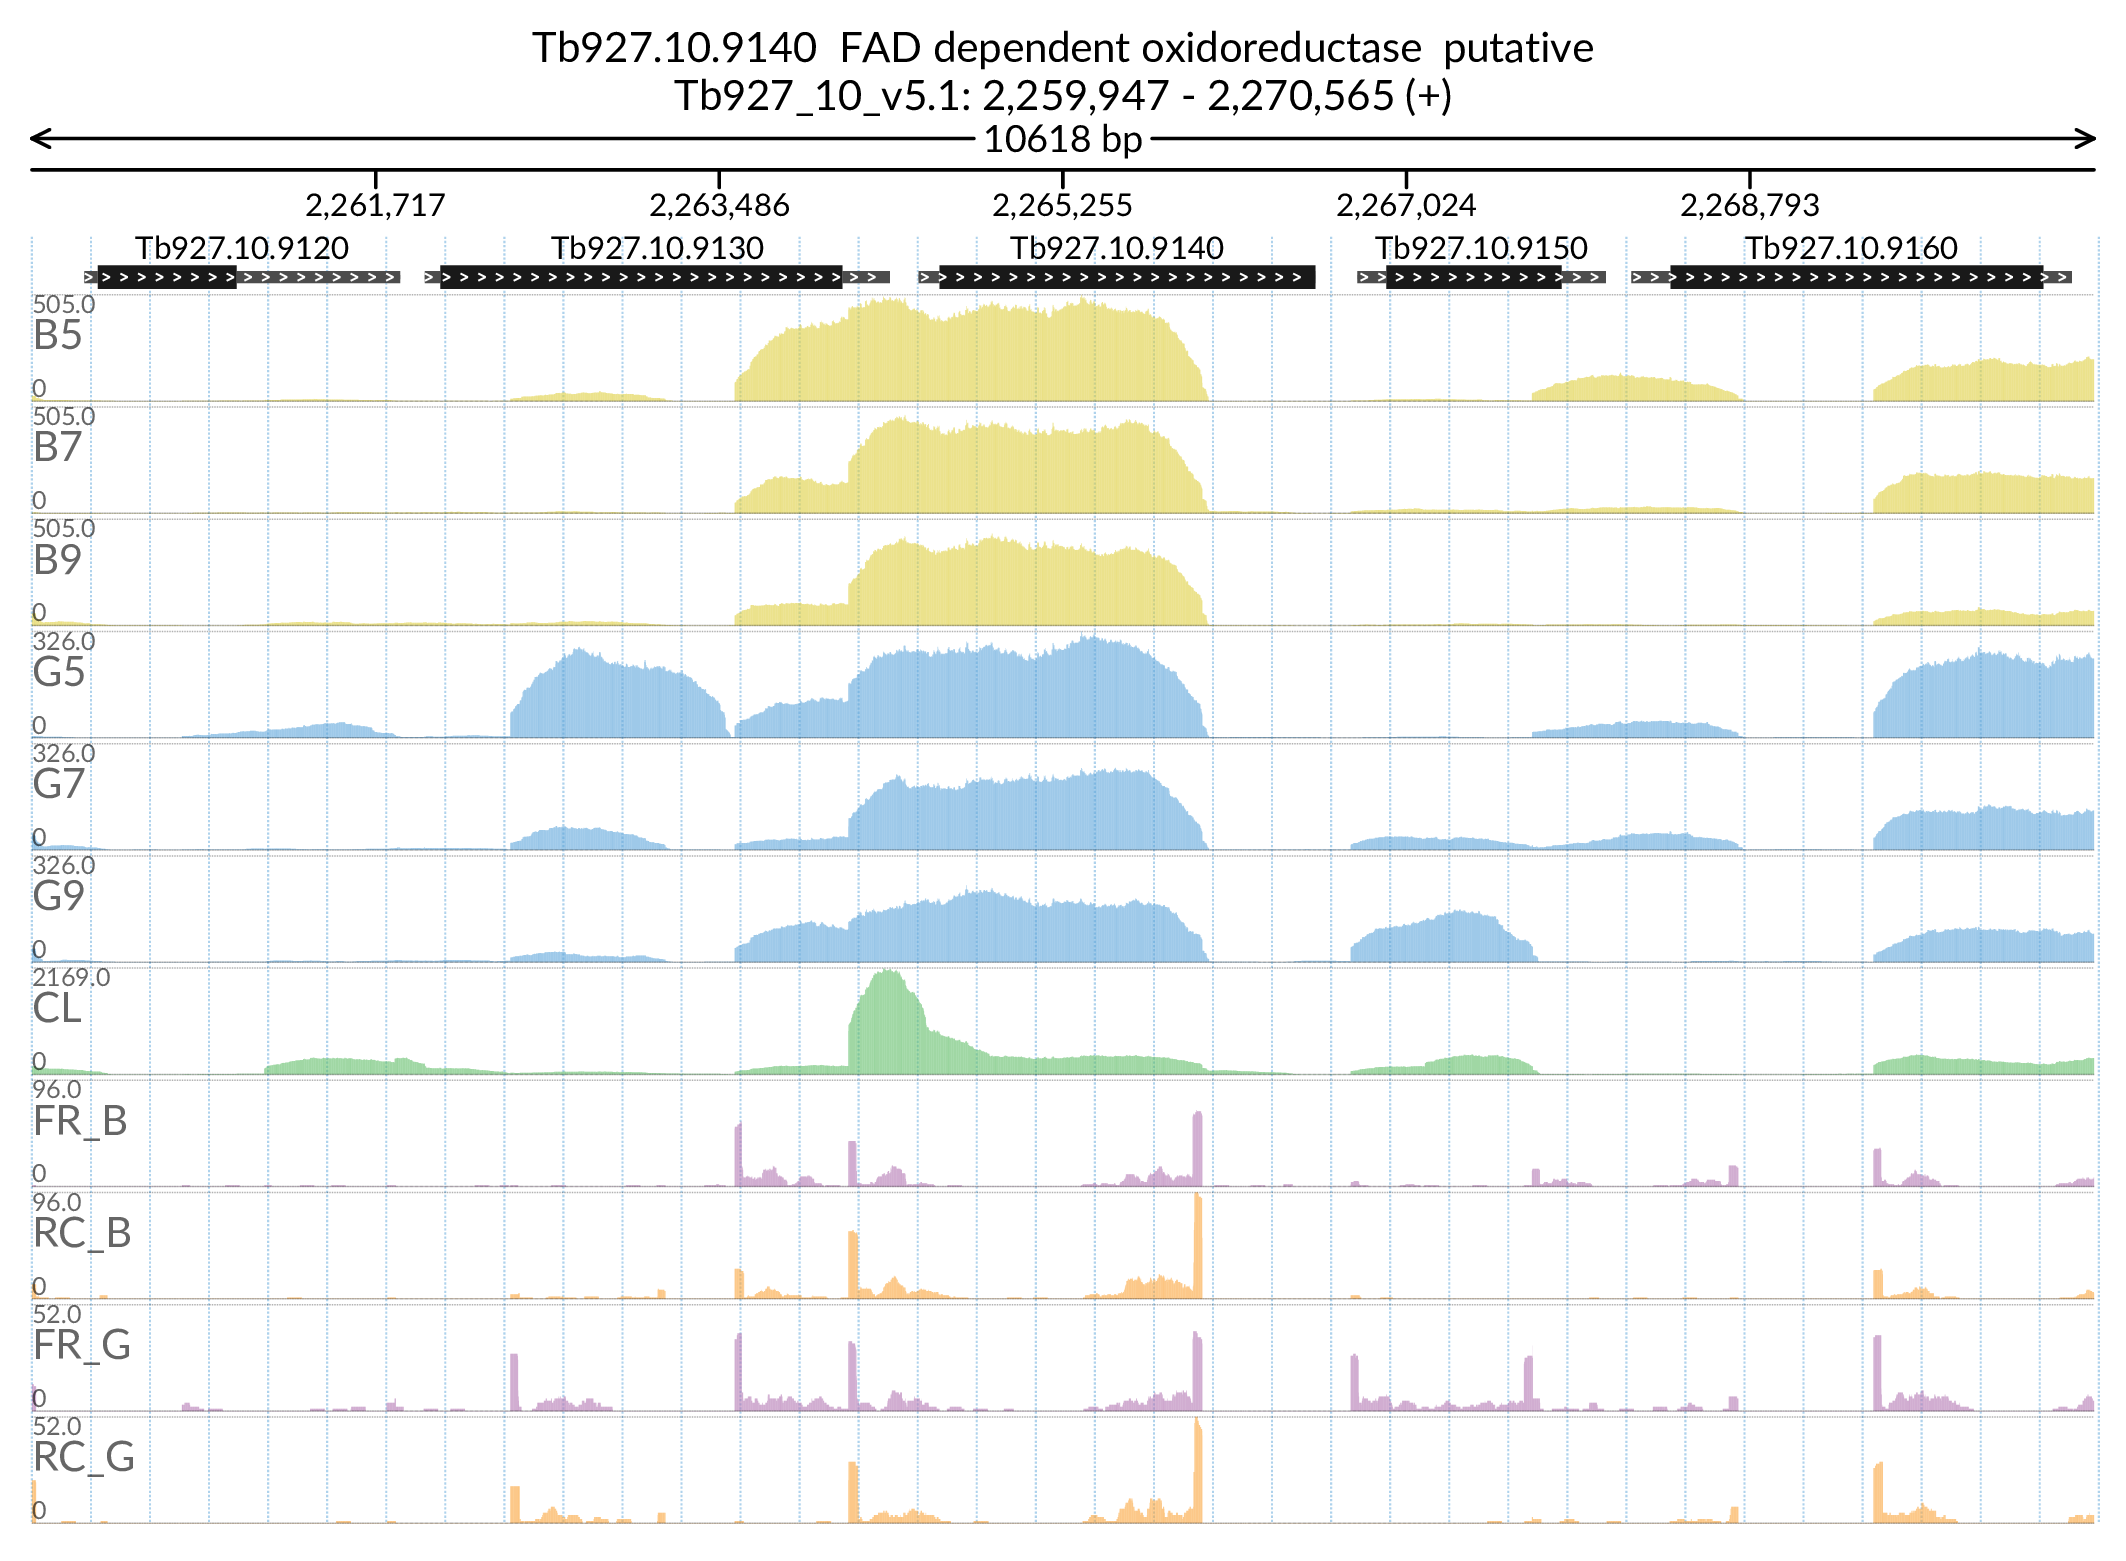 Tb927.10.9140  FAD dependent oxidoreductase  putative
Tb927_10_v5.1: 2,259,947 - 2,270,565 (+)
10618 bp
2,261,717 2,263,486 2,265,255 2,267,024 2,268,793
Tb927.10.9120 Tb927.10.9130 Tb927.10.9140 Tb927.10.9150 Tb927.10.9160
505.0
B5
0
505.0
B7
0
505.0
B9
0
326.0
G5
0
326.0
G7
0
326.0
G9
0
2169.0
CL
0
96.0
FR_B
0
96.0
RC_B
0
52.0
FR_G
0
52.0
RC_G
0